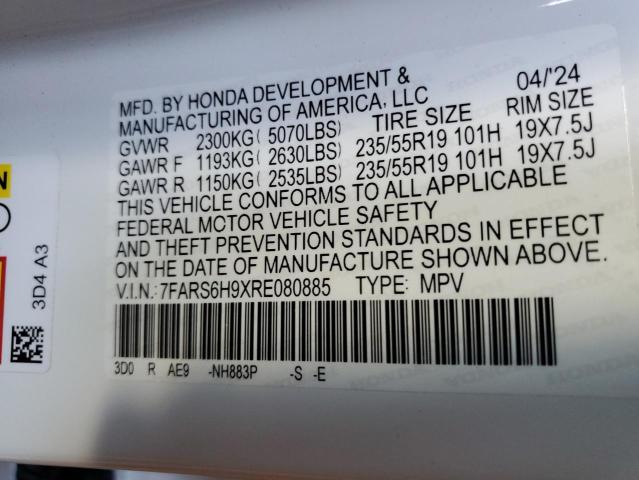 MFD. BY HONDA DEVELOPMENT & 04/'24
MANUFACTURING OF AMERICA, LLC
GVWR 2300KG( 5070LBS) TIRE SIZE RIM SIZE
GAWR F 1193KG( 2630LBS) 235/55R19 101H 19X7.5J
GAWR R 1150KG( 2535LBS) 235/55R19 101H 19X7.5J
THIS VEHICLE CONFORMS TO ALL APPLICABLE
FEDERAL MOTOR VEHICLE SAFETY
AND THEFT PREVENTION STANDARDS IN EFFECT
ON THE DATE OF MANUFACTURE SHOWN ABOVE.
V.I.N.:7FARS6H9XRE080885 TYPE: MPV
3D0 R AE9 -NH883P -S -E
3D4 A3
N